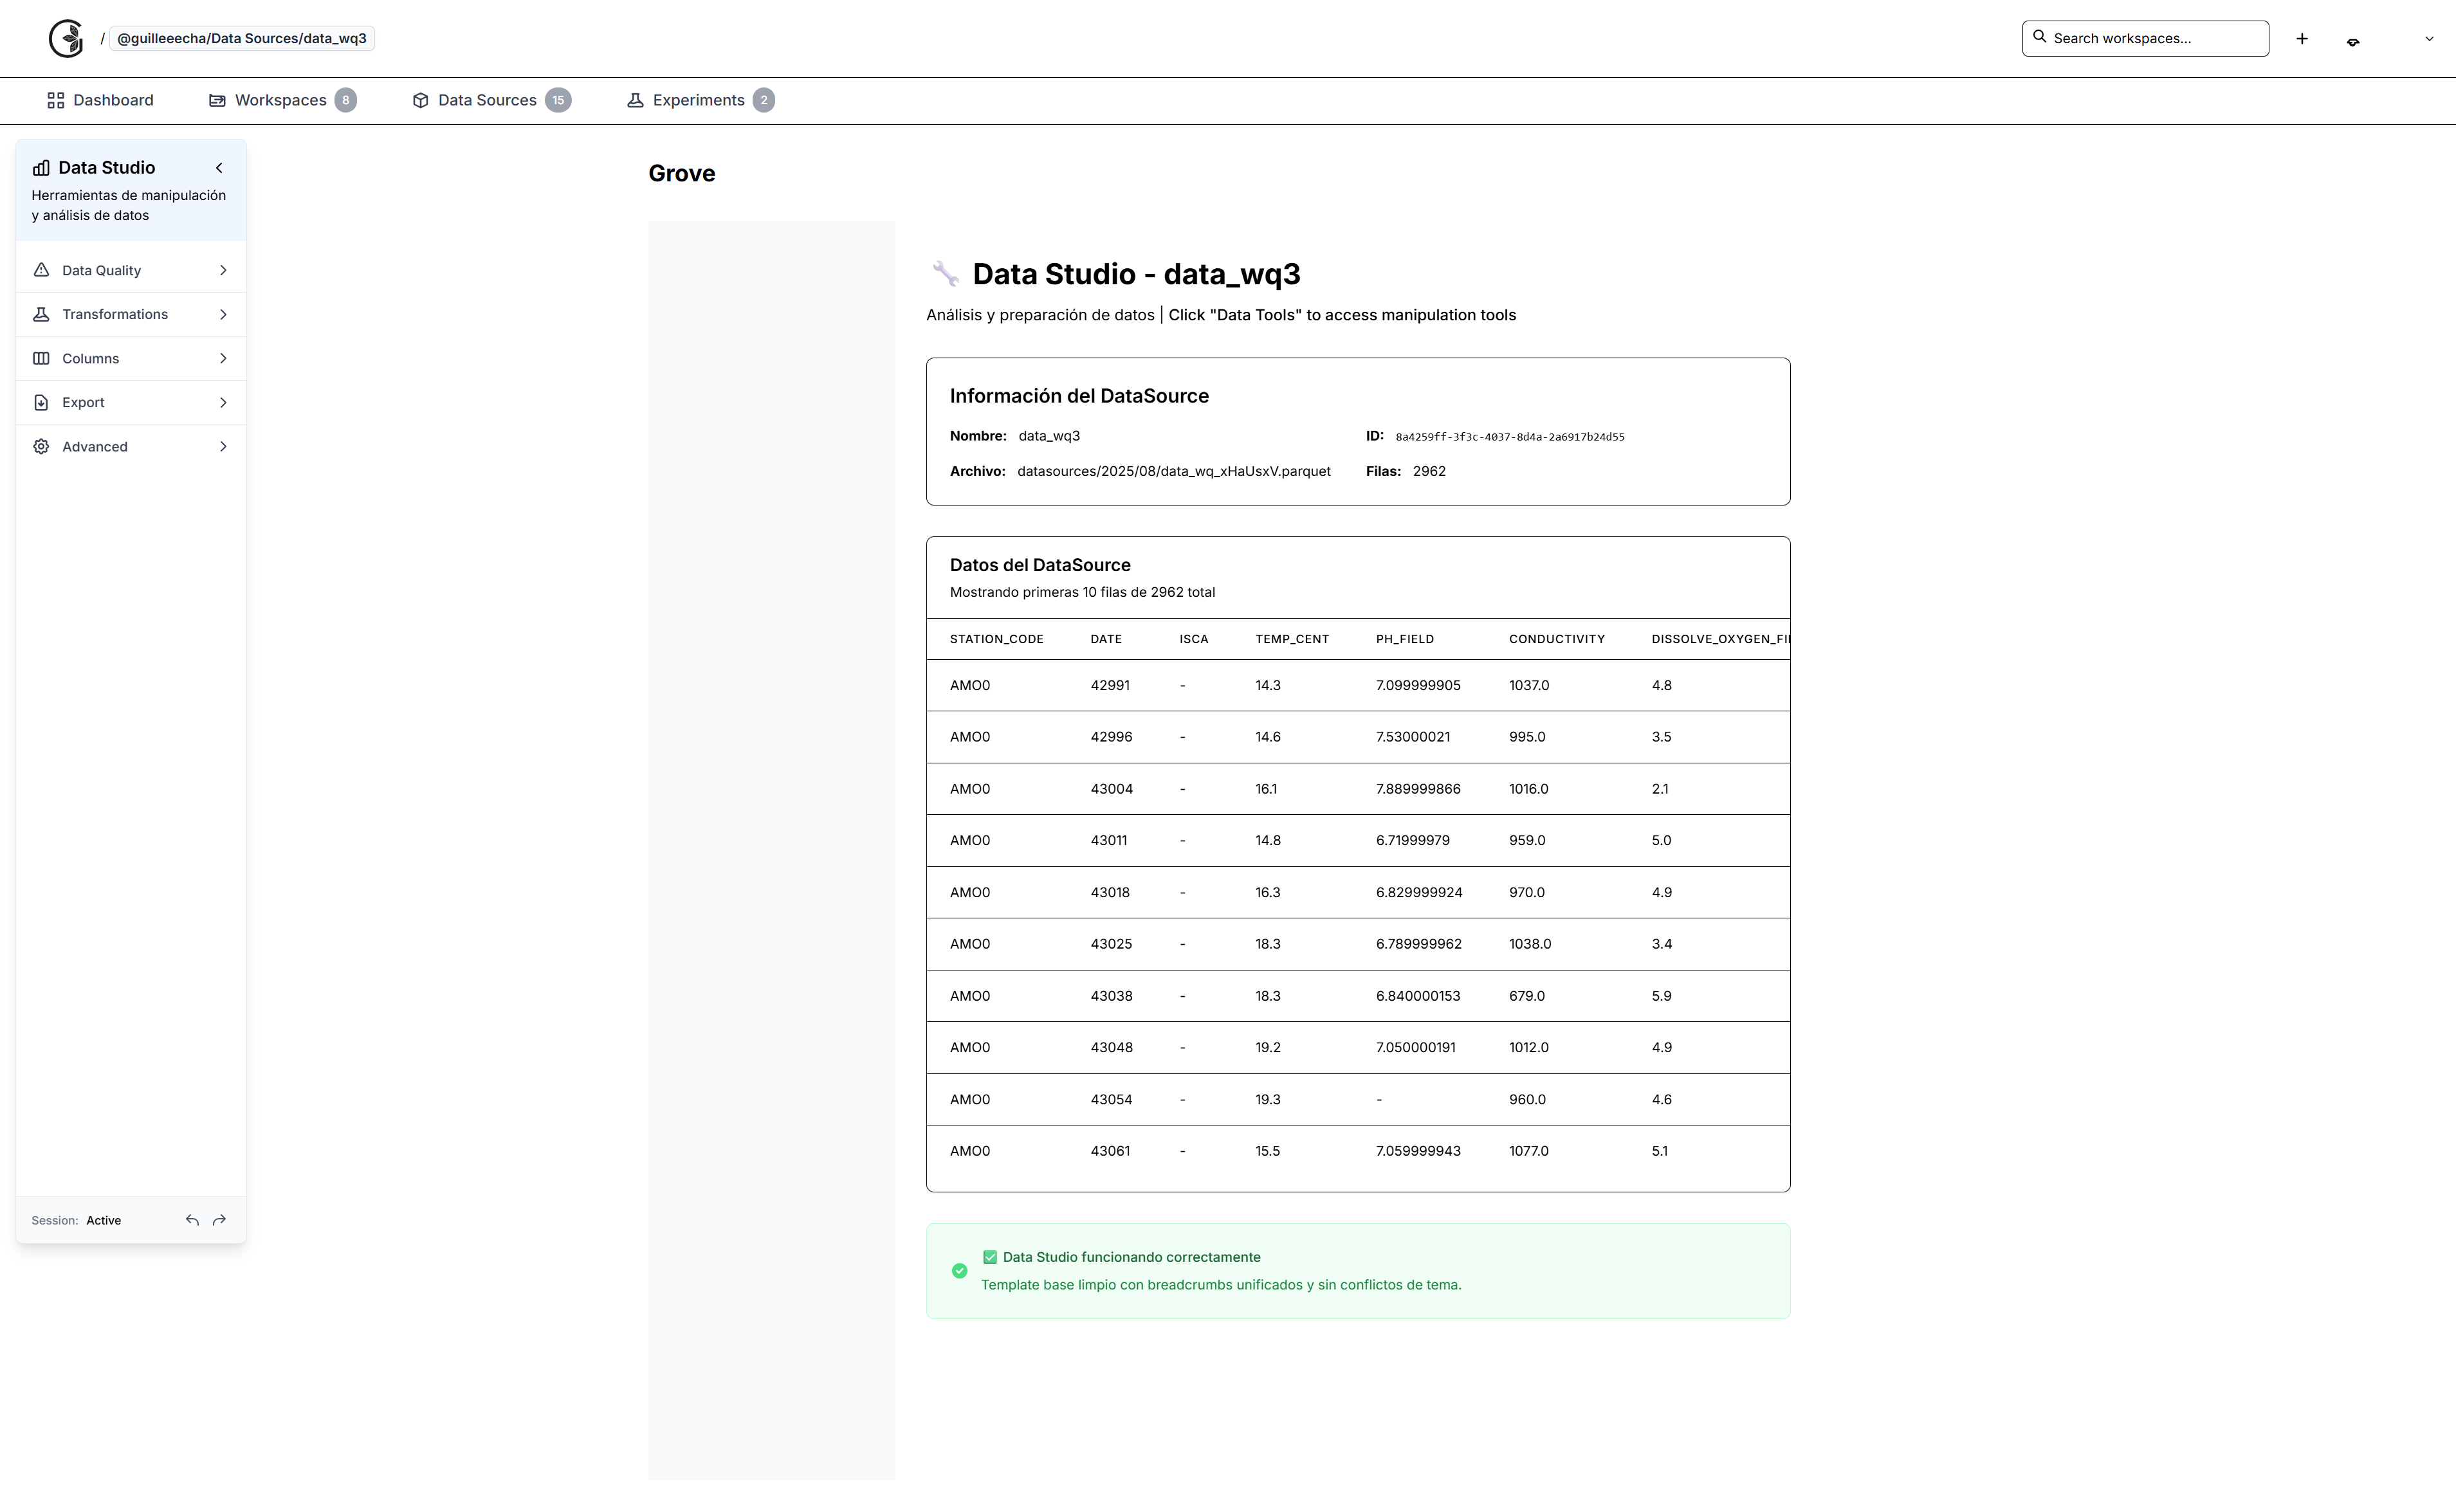 / @guilleeecha/Data Sources/data_wq3
Search workspaces...
Dashboard
Workspaces 8
Data Sources 15
Experiments 2
Data Studio
Herramientas de manipulación
y análisis de datos
Data Quality
Transformations
Columns
Export
Advanced
Session: Active
Grove
Data Studio - data_wq3
Análisis y preparación de datos | Click "Data Tools" to access manipulation tools
Información del DataSource
Nombre: data_wq3 ID: 8a4259ff-3f3c-4037-8d4a-2a6917b24d55
Archivo: datasources/2025/08/data_wq_xHaUsxV.parquet Filas: 2962
Datos del DataSource
Mostrando primeras 10 filas de 2962 total
STATION_CODE DATE ISCA TEMP_CENT PH_FIELD CONDUCTIVITY DISSOLVE_OXYGEN_FI
AMO0 42991 - 14.3 7.099999905 1037.0 4.8
AMO0 42996 - 14.6 7.53000021 995.0 3.5
AMO0 43004 - 16.1 7.889999866 1016.0 2.1
AMO0 43011 - 14.8 6.71999979 959.0 5.0
AMO0 43018 - 16.3 6.829999924 970.0 4.9
AMO0 43025 - 18.3 6.789999962 1038.0 3.4
AMO0 43038 - 18.3 6.840000153 679.0 5.9
AMO0 43048 - 19.2 7.050000191 1012.0 4.9
AMO0 43054 - 19.3 - 960.0 4.6
AMO0 43061 - 15.5 7.059999943 1077.0 5.1
Data Studio funcionando correctamente
Template base limpio con breadcrumbs unificados y sin conflictos de tema.